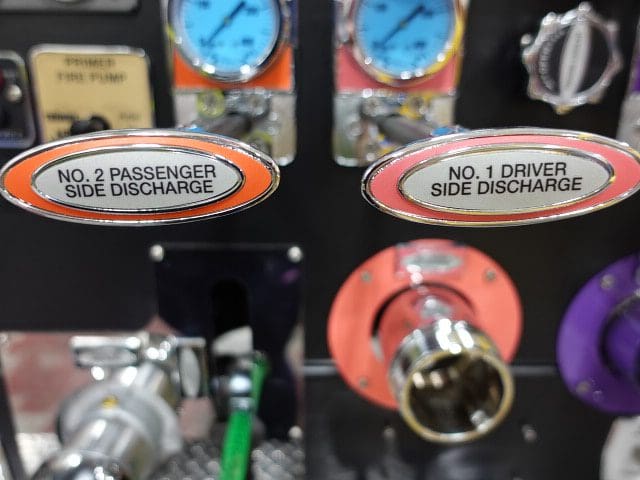 PRIMER
FIRE PUMP
NO. 2 PASSENGER
SIDE DISCHARGE
NO. 1 DRIVER
SIDE DISCHARGE